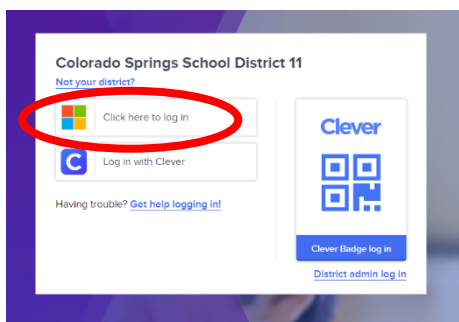 Colorado Springs School District 11
Not your district?
Click here to log in
Log in with Clever
Having trouble? Get help logging in!
Clever
Clever Badge log in
District admin log in